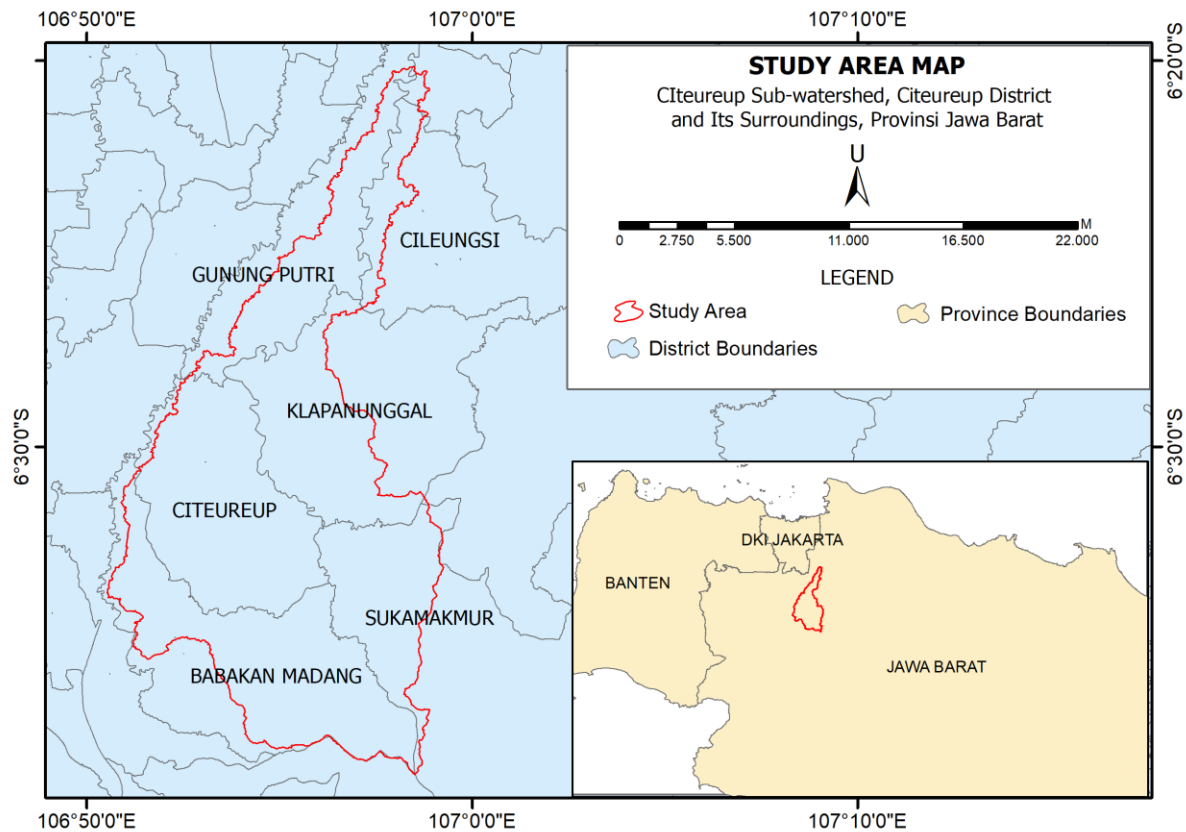 106°50'0"E
107°0'0"E
107°10'0"E
6°20'0"S
STUDY AREA MAP
CIteureup Sub-watershed, Citeureup District
and Its Surroundings, Provinsi Jawa Barat
U
M
0 2.750 5.500 11.000 16.500 22.000
LEGEND
Study Area
Province Boundaries
District Boundaries
CILEUNGSI
GUNUNG PUTRI
KLAPANUNGGAL
6°30'0"S
6°30'0"S
CITEUREUP
SUKAMAKMUR
BABAKAN MADANG
DKI JAKARTA
BANTEN
JAWA BARAT
106°50'0"E
107°0'0"E
107°10'0"E